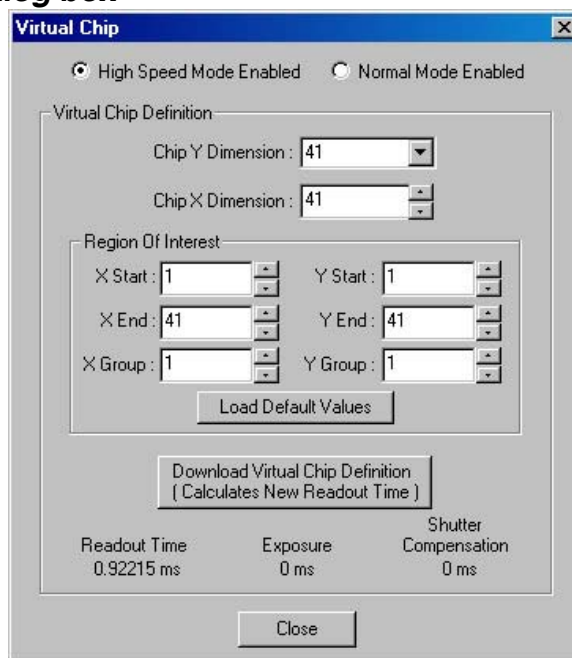 Virtual Chip
High Speed Mode Enabled Normal Mode Enabled
Virtual Chip Definition
Chip Y Dimension : 41
Chip X Dimension : 41
Region Of Interest
X Start : 1 Y Start : 1
X End : 41 Y End : 41
X Group : 1 Y Group : 1
Load Default Values
Download Virtual Chip Definition
( Calculates New Readout Time )
Readout Time Exposure Shutter Compensation
0.92215 ms 0 ms 0 ms
Close